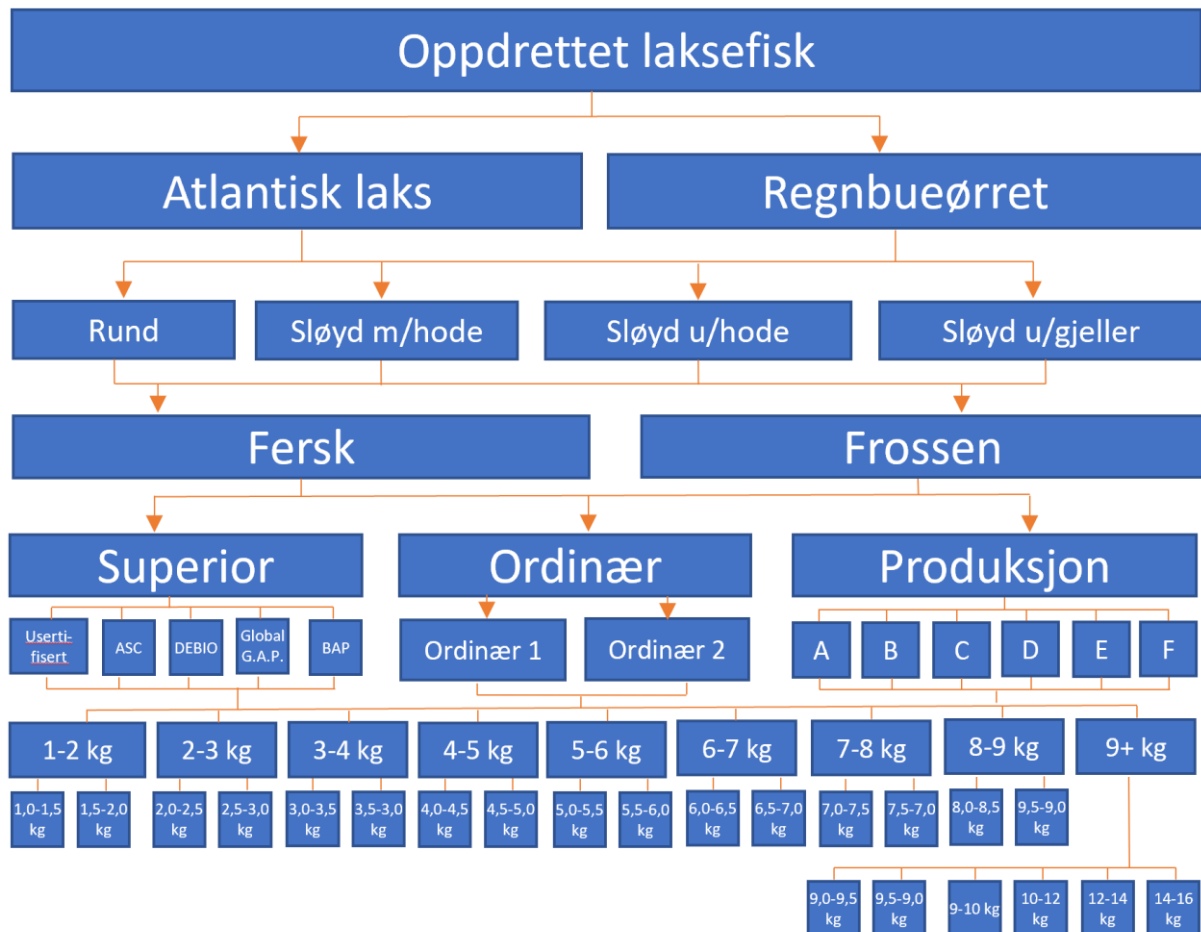 Oppdrettet laksefisk
Atlantisk laks
Regnbueørret
Rund
Sløyd m/hode
Sløyd u/hode
Sløyd u/gjeller
Fersk
Frossen
Superior
Ordinær
Produksjon
Userti-
fisert
ASC
DEBIO
Global
G.A.P.
BAP
Ordinær 1
Ordinær 2
A
B
C
D
E
F
1-2 kg
2-3 kg
3-4 kg
4-5 kg
5-6 kg
6-7 kg
7-8 kg
8-9 kg
9+ kg
1,0-1,5
kg
1,5-2,0
kg
2,0-2,5
kg
2,5-3,0
kg
3,0-3,5
kg
3,5-3,0
kg
4,0-4,5
kg
4,5-5,0
kg
5,0-5,5
kg
5,5-6,0
kg
6,0-6,5
kg
6,5-7,0
kg
7,0-7,5
kg
7,5-7,0
kg
8,0-8,5
kg
9,5-9,0
kg
9,0-9,5
kg
9,5-9,0
kg
9-10 kg
10-12
kg
12-14
kg
14-16
kg